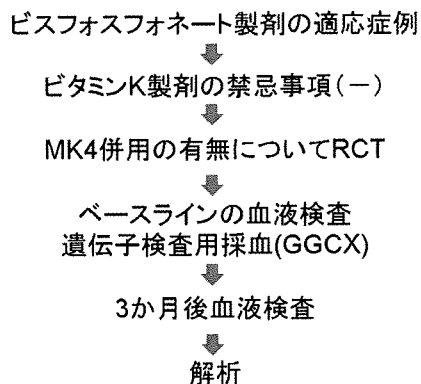 ビスフォスフォネート製剤の適応症例
ビタミンK製剤の禁忌事項(－)
MK4併用の有無についてRCT
ベースラインの血液検査
遺伝子検査用採血(GGCX)
3か月後血液検査
解析